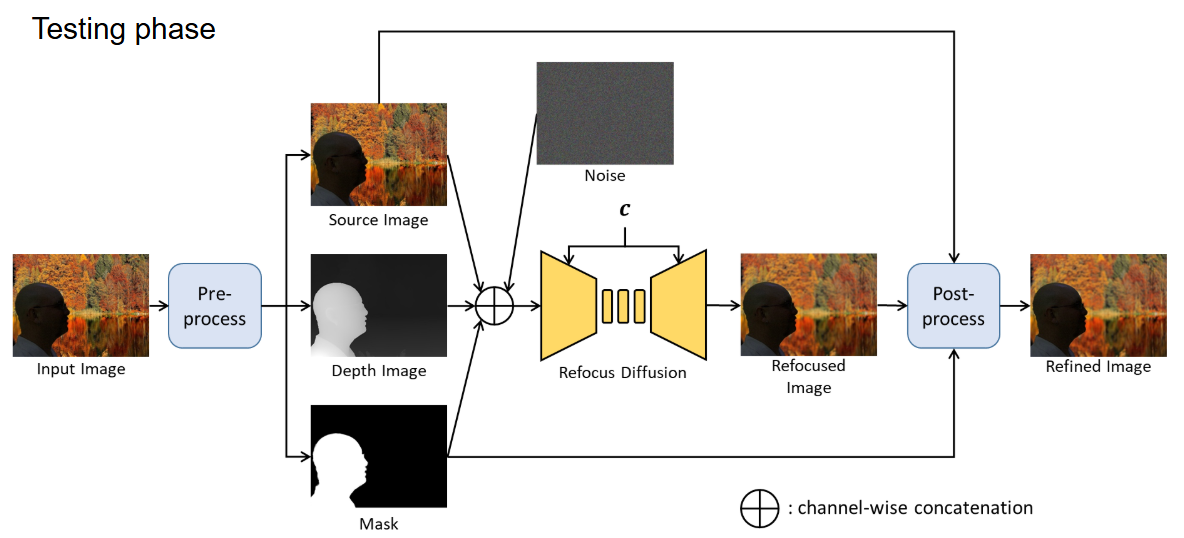 Testing phase
Noise
Source Image
c
Pre-
process
Post-
process
Input Image
Depth Image
Refocus Diffusion
Refocused
Image
Refined Image
Mask
: channel-wise concatenation